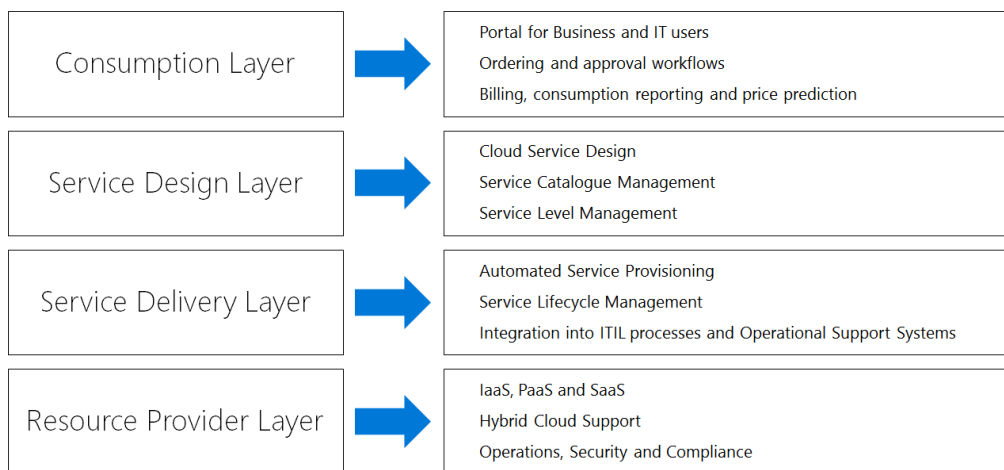 Consumption Layer
Portal for Business and IT users
Ordering and approval workflows
Billing, consumption reporting and price prediction
Service Design Layer
Cloud Service Design
Service Catalogue Management
Service Level Management
Service Delivery Layer
Automated Service Provisioning
Service Lifecycle Management
Integration into ITIL processes and Operational Support Systems
Resource Provider Layer
IaaS, PaaS and SaaS
Hybrid Cloud Support
Operations, Security and Compliance